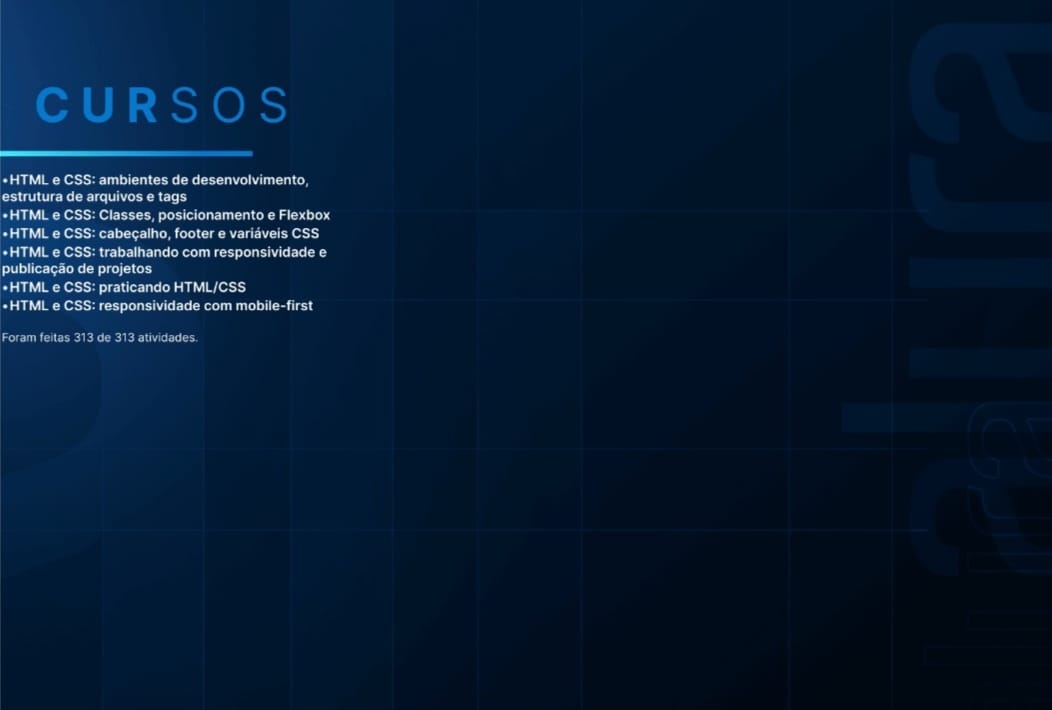 CURSOS
•HTML e CSS: ambientes de desenvolvimento,
estrutura de arquivos e tags
•HTML e CSS: Classes, posicionamento e Flexbox
•HTML e CSS: cabeçalho, footer e variáveis CSS
•HTML e CSS: trabalhando com responsividade e
publicação de projetos
•HTML e CSS: praticando HTML/CSS
•HTML e CSS: responsividade com mobile-first
Foram feitas 313 de 313 atividades.
alura